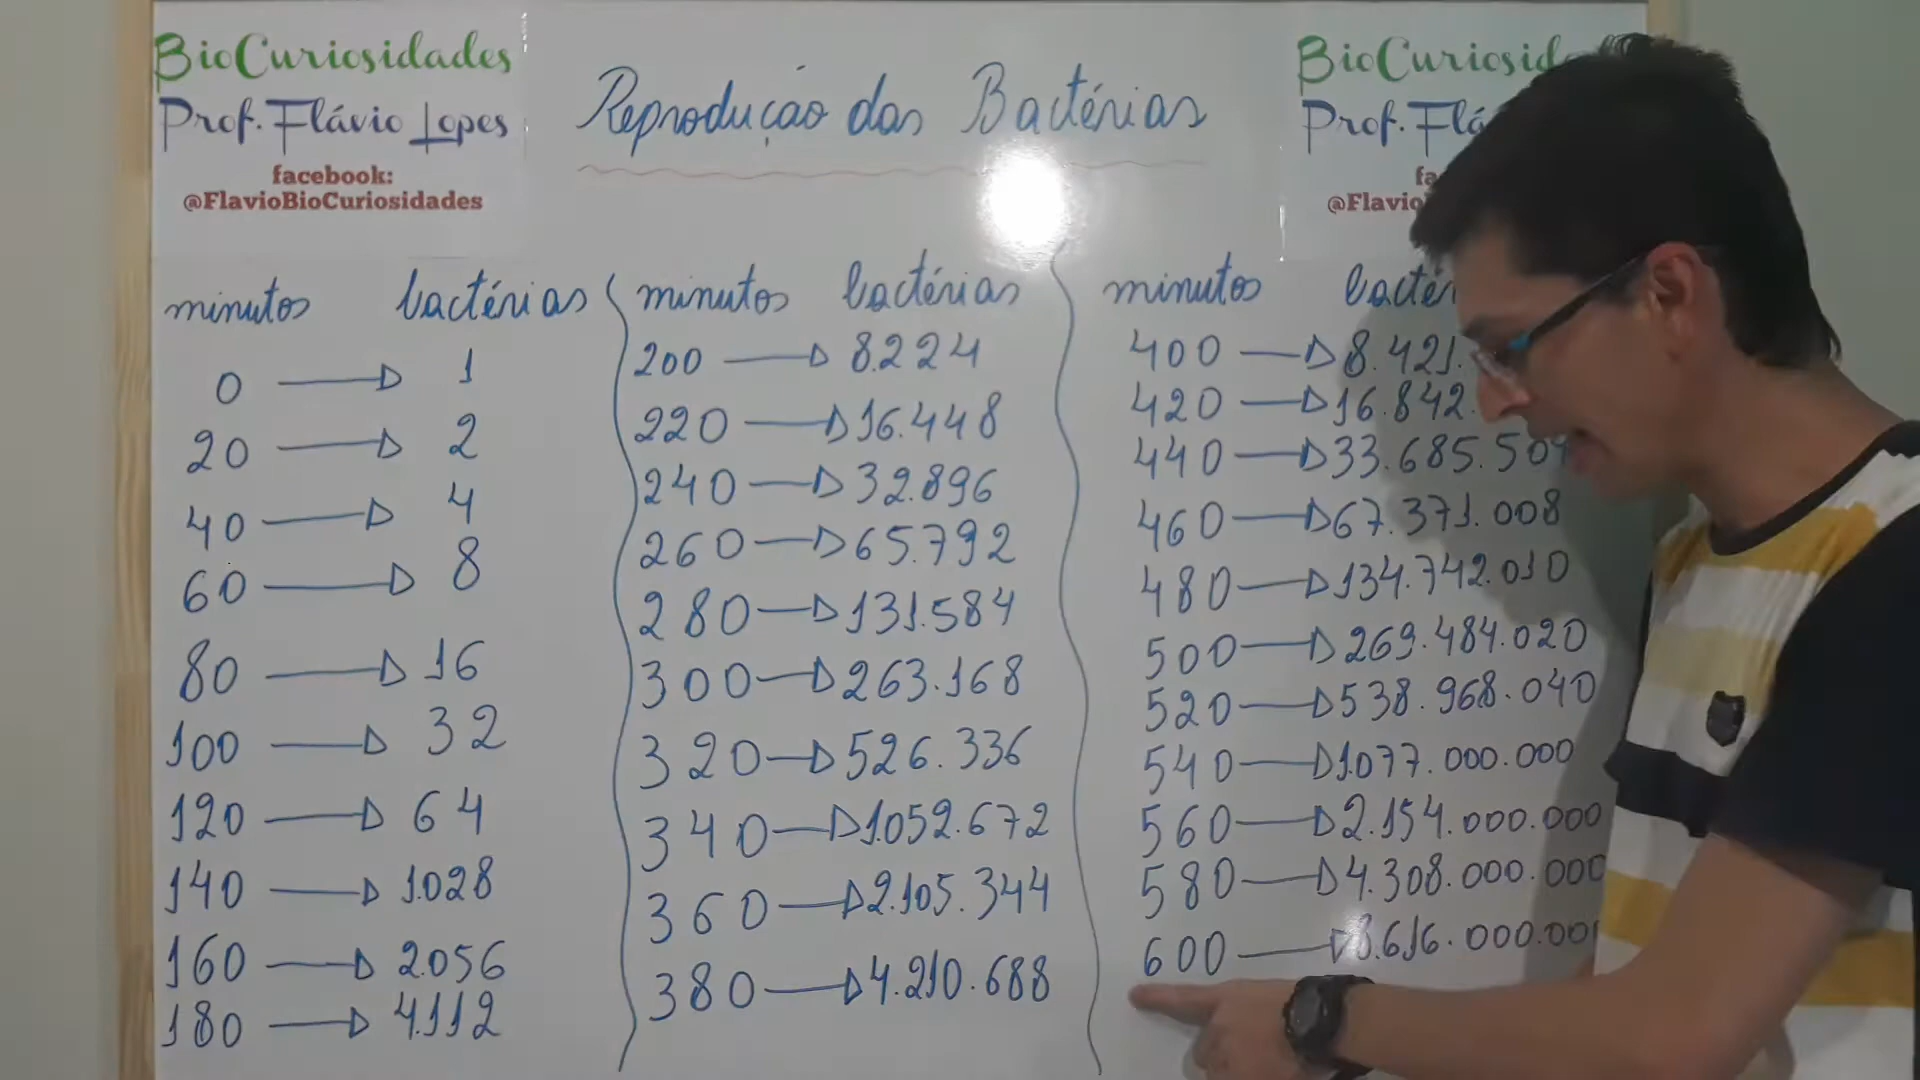 BioCuriosidades
Prof. Flávio Lopes
facebook:
@FlavioBioCuriosidades
Reprodução das Bactérias
BioCuriosid
Prof. Flá
fa
@Flavio
minutos bactérias
0 → 1
20 → 2
40 → 4
60 → 8
80 → 16
100 → 32
120 → 64
140 → 1.028
160 → 2.056
180 → 4.112
minutos bactérias
200 → 8.224
220 → 16.448
240 → 32.896
260 → 65.792
280 → 131.584
300 → 263.168
320 → 526.336
340 → 1.052.672
360 → 2.105.344
380 → 4.210.688
minutos bactér
400 → 8.421.
420 → 16.842.
440 → 33.685.504
460 → 67.371.008
480 → 134.742.010
500 → 269.484.020
520 → 538.968.040
540 → 1.077.000.000
560 → 2.154.000.000
580 → 4.308.000.000
600 → 8.616.000.00